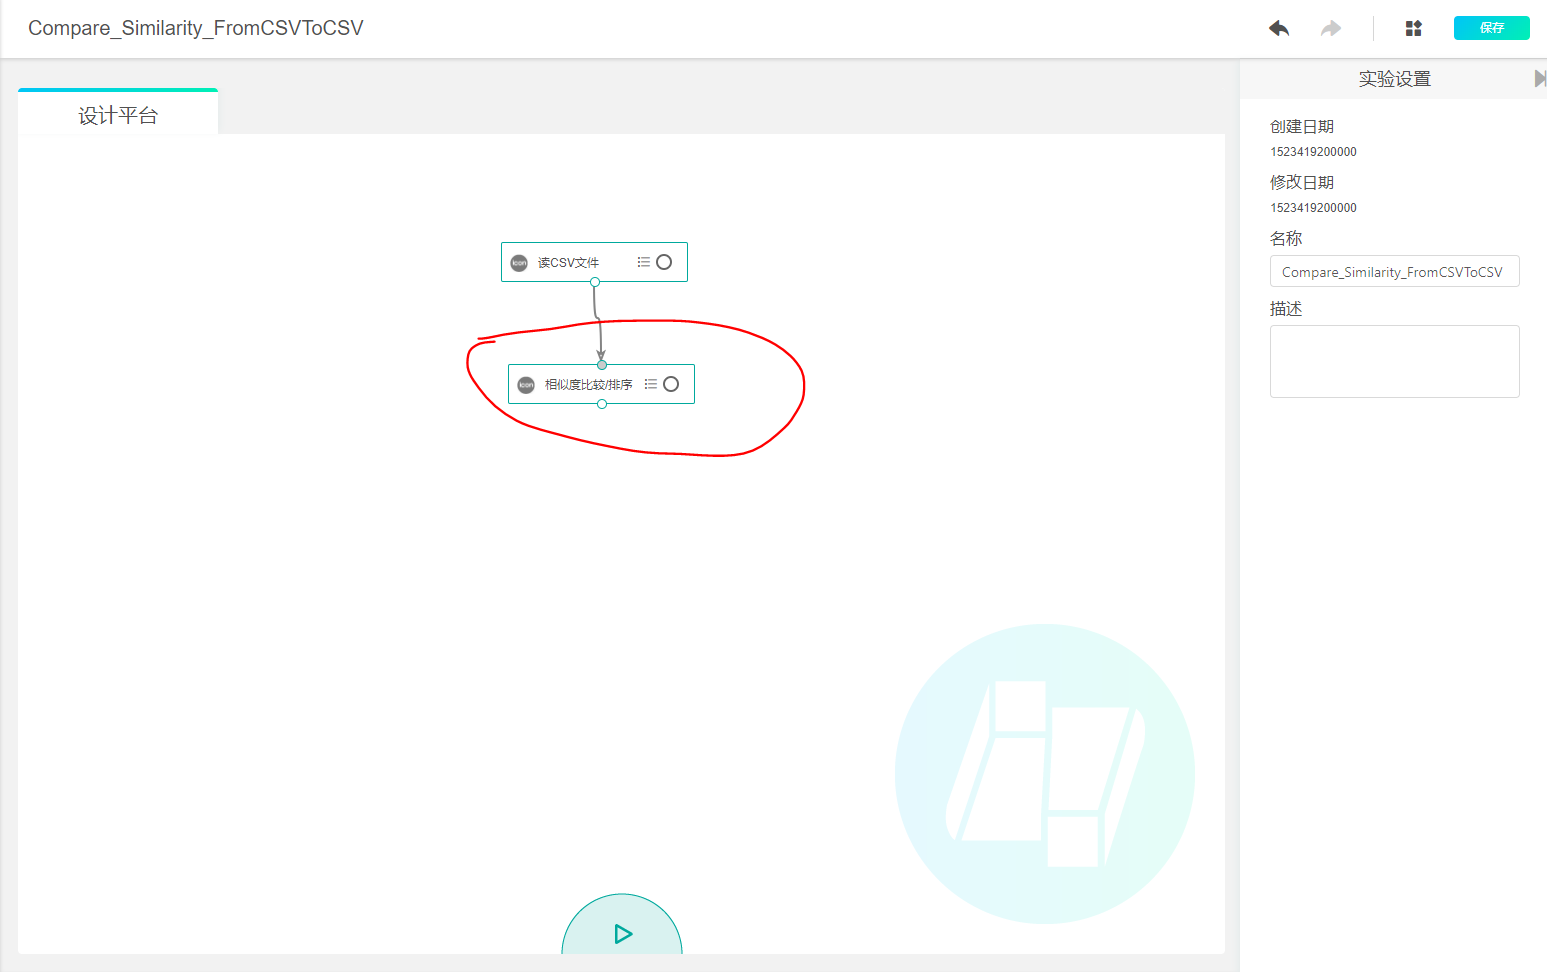 Compare_Similarity_FromCSVToCSV
保存
设计平台
实验设置
创建日期
1523419200000
修改日期
1523419200000
名称
Compare_Similarity_FromCSVToCSV
描述
icon 读CSV文件
icon 相似度比较/排序